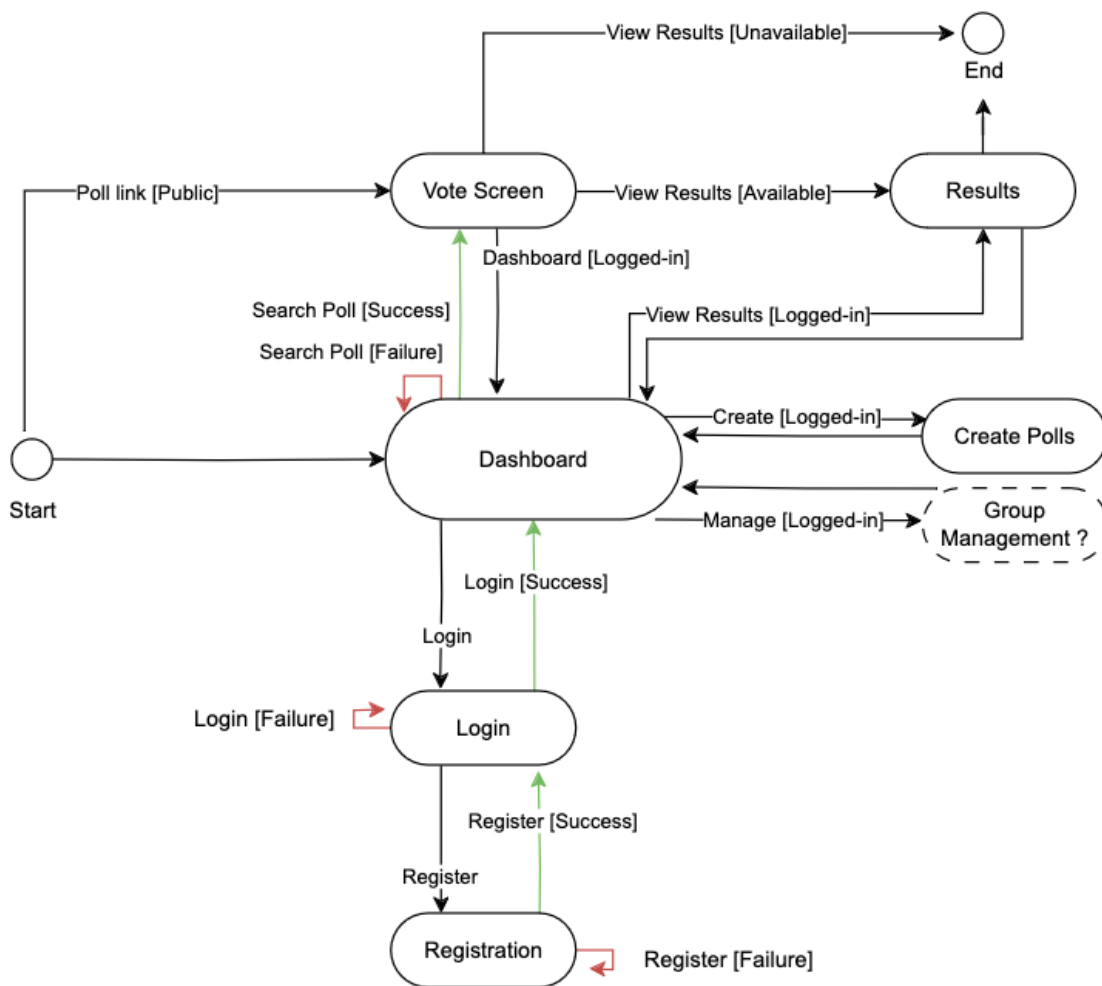 View Results [Unavailable]
End
Poll link [Public]
Vote Screen
View Results [Available]
Results
Dashboard [Logged-in]
Search Poll [Success]
View Results [Logged-in]
Search Poll [Failure]
Create [Logged-in]
Create Polls
Dashboard
Start
Group
Management ?
Manage [Logged-in]
Login [Success]
Login
Login [Failure]
Login
Register [Success]
Register
Registration
Register [Failure]